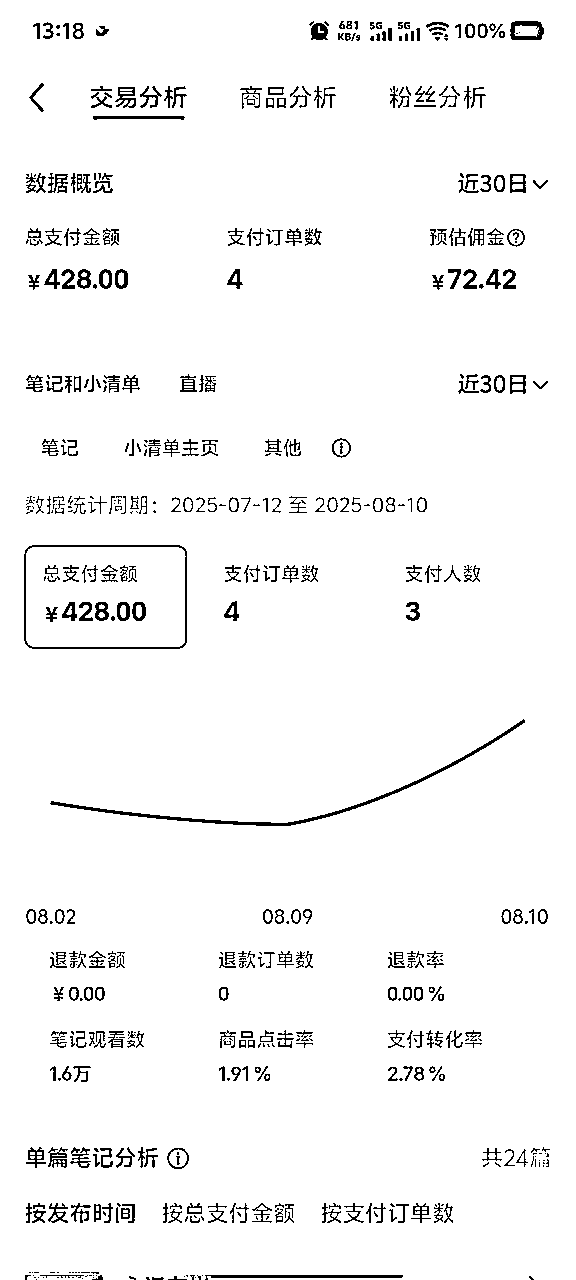 13:18 681 KB/s 5G 5G 100%
交易分析 商品分析 粉丝分析
数据概览 近30日
总支付金额 支付订单数 预估佣金?
¥428.00 4 ¥72.42
笔记和小清单 直播 近30日
笔记 小清单主页 其他
数据统计周期：2025-07-12 至 2025-08-10
总支付金额 支付订单数 支付人数
¥428.00 4 3
08.02 08.09 08.10
退款金额 退款订单数 退款率
¥0.00 0 0.00%
笔记观看数 商品点击率 支付转化率
1.6万 1.91% 2.78%
单篇笔记分析 共24篇
按发布时间 按总支付金额 按支付订单数